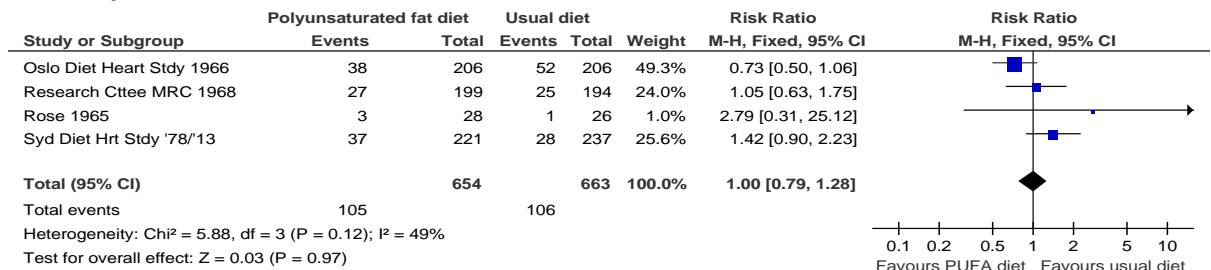 Polyunsaturated fat diet Usual diet Risk Ratio Risk Ratio
Study or Subgroup Events Total Events Total Weight M-H, Fixed, 95% CI M-H, Fixed, 95% CI
Oslo Diet Heart Stdy 1966 38 206 52 206 49.3% 0.73 [0.50, 1.06]
Research Cttee MRC 1968 27 199 25 194 24.0% 1.05 [0.63, 1.75]
Rose 1965 3 28 1 26 1.0% 2.79 [0.31, 25.12]
Syd Diet Hrt Stdy '78/'13 37 221 28 237 25.6% 1.42 [0.90, 2.23]
Total (95% CI) 654 663 100.0% 1.00 [0.79, 1.28]
Total events 105 106
Heterogeneity: Chi² = 5.88, df = 3 (P = 0.12); I² = 49%
Test for overall effect: Z = 0.03 (P = 0.97)
0.1 0.2 0.5 1 2 5 10
Favours PUFA diet Favours usual diet